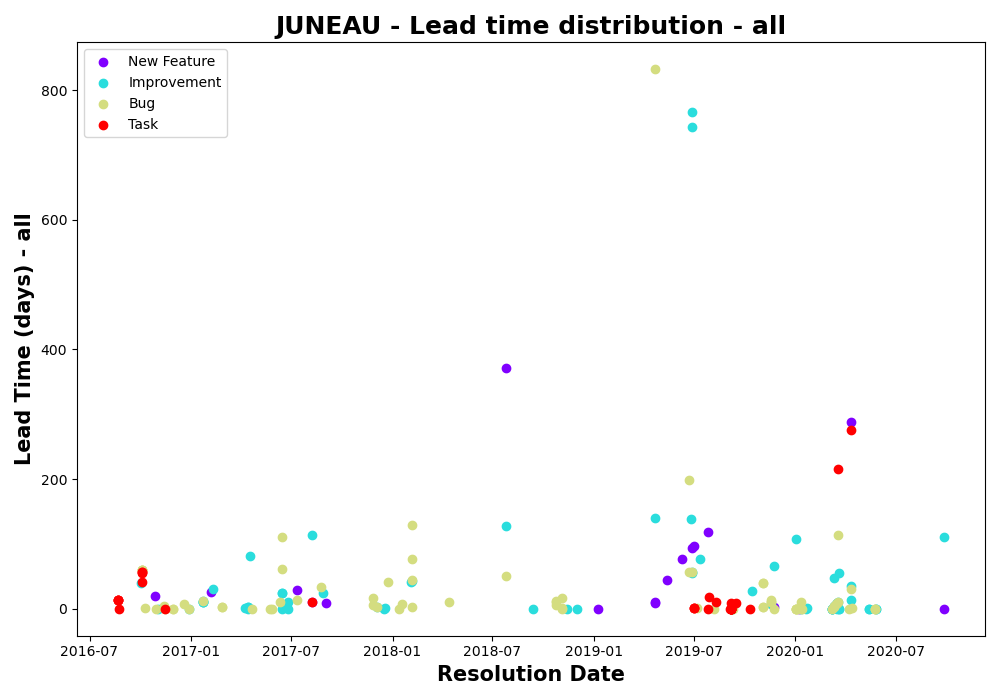 JUNEAU - Lead time distribution - all
New Feature
Improvement
Bug
Task
Lead Time (days) - all
800
600
400
200
0
2016-07 2017-01 2017-07 2018-01 2018-07 2019-01 2019-07 2020-01 2020-07
Resolution Date